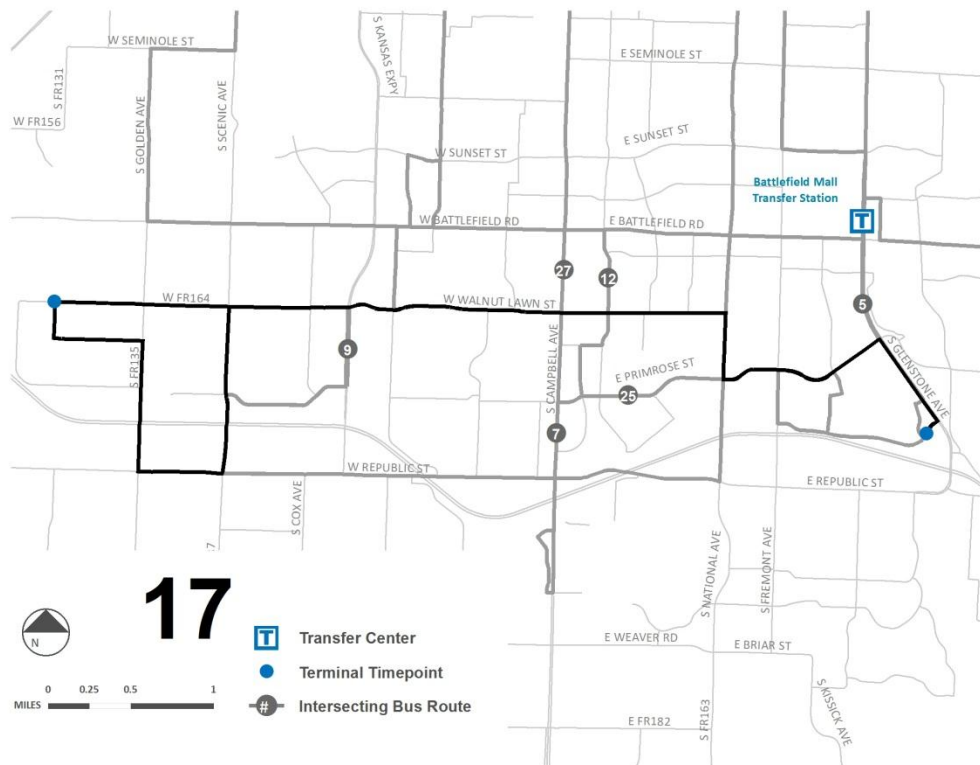 W SEMINOLE ST
S KANSAS EXPY
E SEMINOLE ST
S FR131
S GOLDEN AVE
S SCENIC AVE
W FR156
E SUNSET ST
W SUNSET ST
Battlefield Mall
Transfer Station
T
W BATTLEFIELD RD
E BATTLEFIELD RD
27
12
W FR164
W WALNUT LAWN ST
5
9
S FR135
S CAMPBELL AVE
E PRIMROSE ST
S GLENSTONE AVE
25
7
W REPUBLIC ST
E REPUBLIC ST
S COX AVE
S NATIONAL AVE
S FREMONT AVE
7
17
N
T Transfer Center
Terminal Timepoint
# Intersecting Bus Route
0 0.25 0.5 1
MILES
E WEAVER RD
E BRIAR ST
S KISSICK AVE
S FR163
E FR182